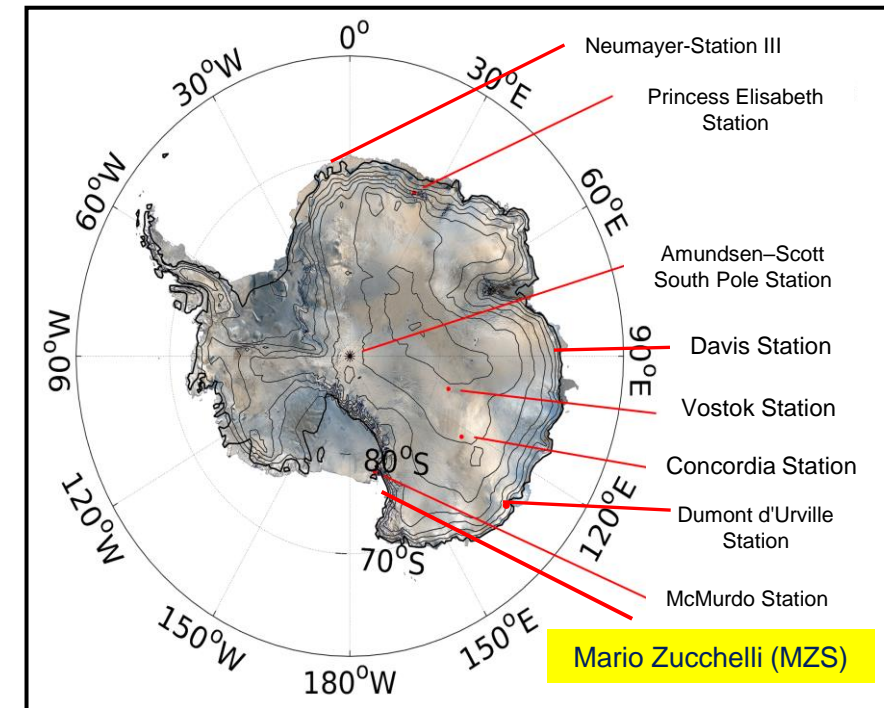 0°
30°W
30°E
60°W
60°E
90°W
90°E
120°W
120°E
150°W
150°E
180°W
80°S
70°S
Neumayer-Station III
Princess Elisabeth
Station
Amundsen–Scott
South Pole Station
Davis Station
Vostok Station
Concordia Station
Dumont d'Urville
Station
McMurdo Station
Mario Zucchelli (MZS)